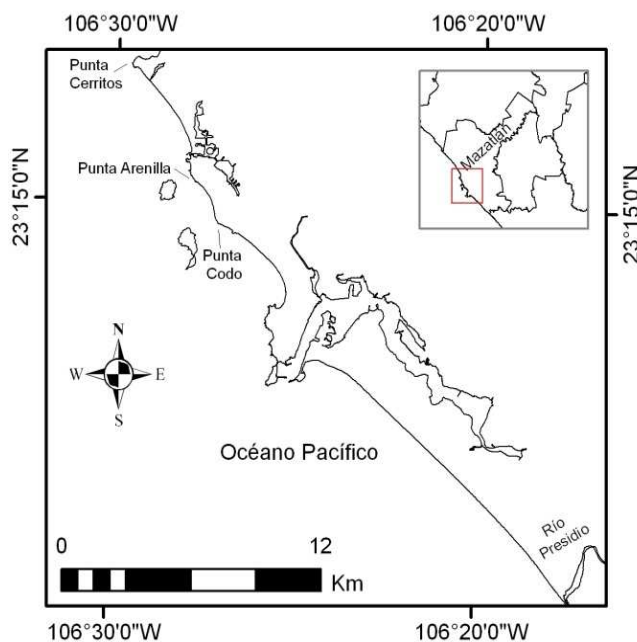 106°30'0"W
106°20'0"W
Punta
Cerritos
Mazatlán
Punta Arenilla
23°15'0"N
23°15'0"N
Punta
Codo
N
W
E
S
Océano Pacífico
Río
Presidio
0
12
Km
106°30'0"W
106°20'0"W